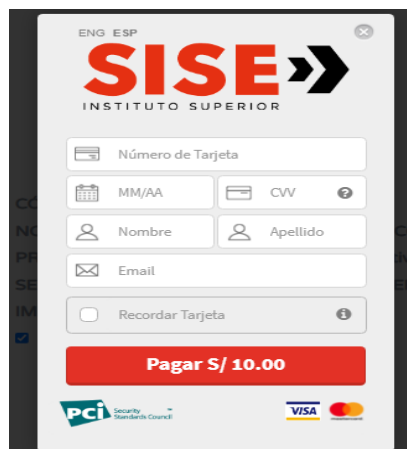 ENG ESP
SISE
INSTITUTO SUPERIOR
Número de Tarjeta
MM/AA
CVV
Nombre
Apellido
Email
Recordar Tarjeta
Pagar S/ 10.00
PCi Security Standards Council
VISA